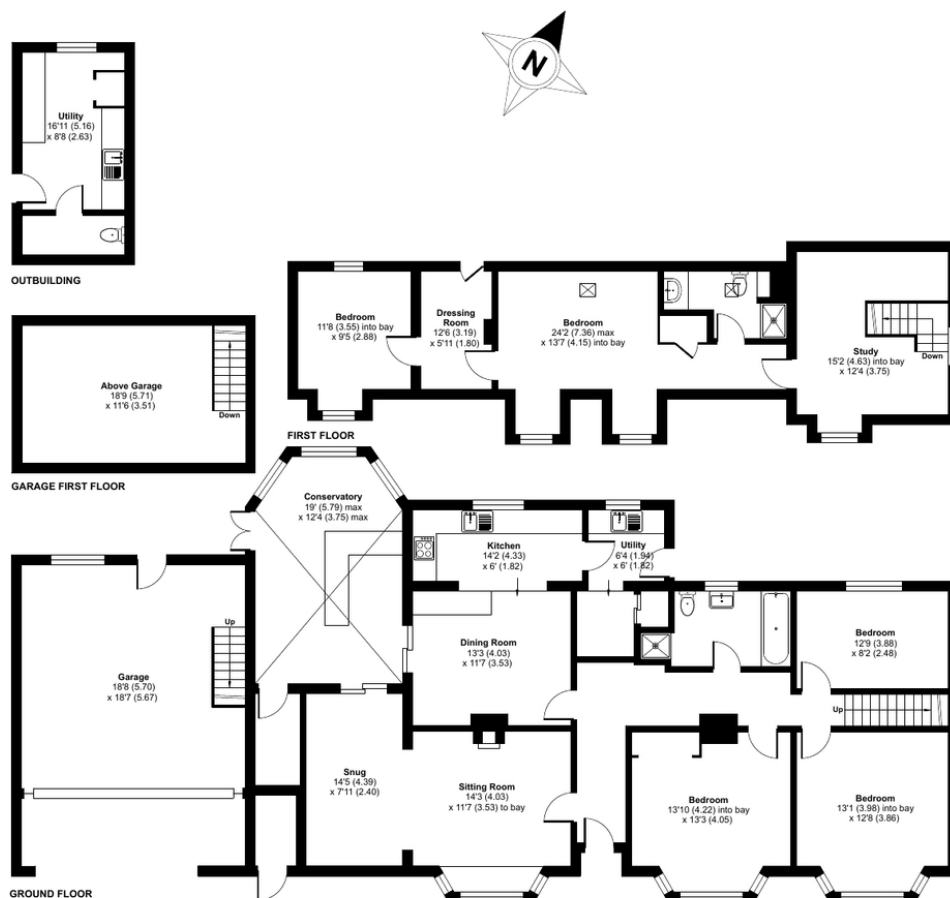 N
Utility
16'11 (5.16)
x 8'8 (2.63)
OUTBUILDING
Above Garage
18'9 (5.71)
x 11'6 (3.51)
Down
GARAGE FIRST FLOOR
Bedroom
11'8 (3.55) into bay
x 9'5 (2.88)
Dressing
Room
12'6 (3.19)
x 5'11 (1.80)
Bedroom
24'2 (7.36) max
x 13'7 (4.15) into bay
Study
15'2 (4.63) into bay
x 12'4 (3.75)
Down
FIRST FLOOR
Conservatory
19' (5.79) max
x 12'4 (3.75) max
Kitchen
14'2 (4.33)
x 6' (1.82)
Utility
6'4 (1.94)
x 6' (1.82)
Dining Room
13'3 (4.03)
x 11'7 (3.53)
Bedroom
12'9 (3.88)
x 8'2 (2.48)
Up
Garage
18'8 (5.70)
x 18'7 (5.67)
Up
Snug
14'5 (4.39)
x 7'11 (2.40)
Sitting Room
14'3 (4.03)
x 11'7 (3.53) to bay
Bedroom
13'10 (4.22) into bay
x 13'3 (4.05)
Bedroom
13'1 (3.98) into bay
x 12'8 (3.86)
GROUND FLOOR